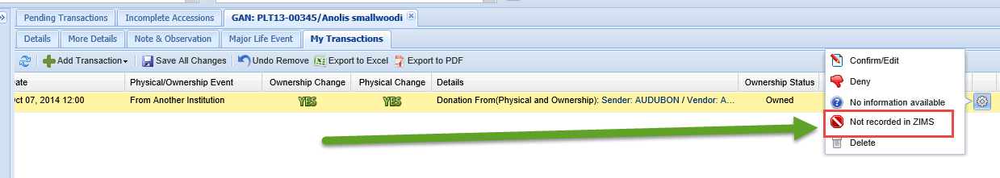 Pending Transactions Incomplete Accessions GAN: PLT13-00345/Anolis smallwoodi
Details More Details Note & Observation Major Life Event My Transactions
Add Transaction Save All Changes Undo Remove Export to Excel Export to PDF
Physical/Ownership Event Ownership Change Physical Change Details Ownership Status
Oct 07, 2014 12:00 From Another Institution YES YES Donation From(Physical and Ownership): Sender: AUDUBON / Vendor: A... Owned
Confirm/Edit
Deny
No information available
Not recorded in ZIMS
Delete